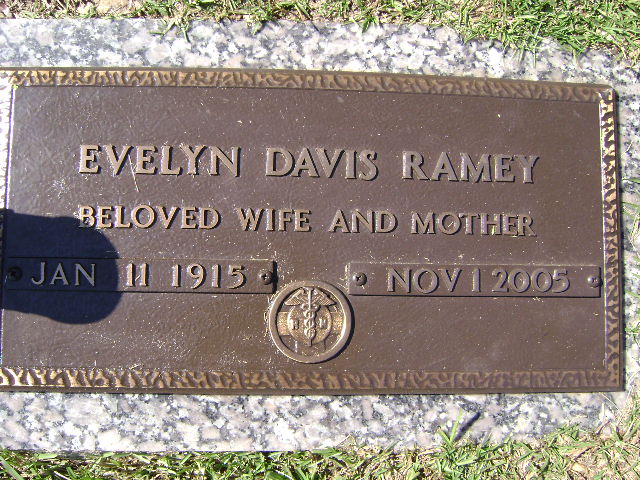 EVELYN DAVIS RAMEY
BELOVED WIFE AND MOTHER
JAN 11 1915 NOV 1 2005